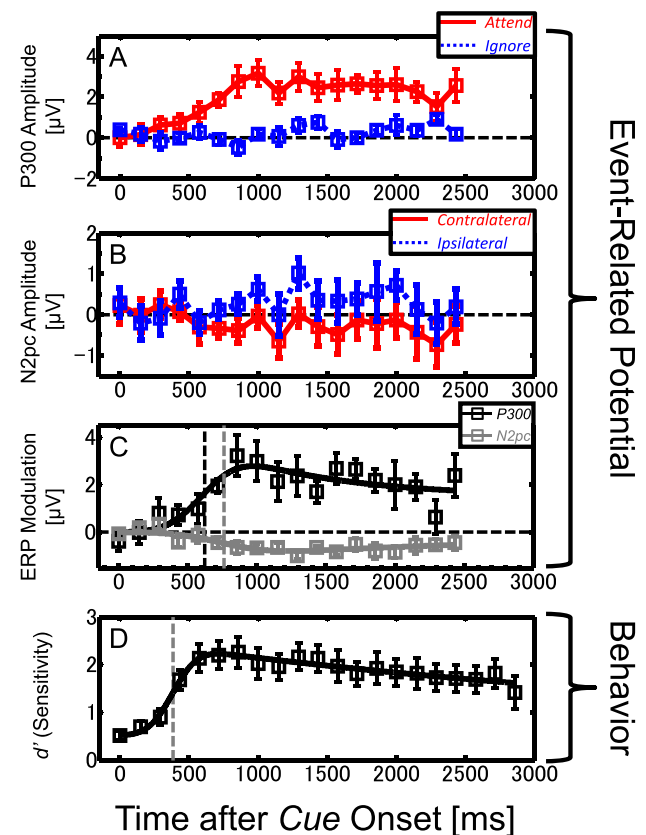 Attend
Ignore
A
P300 Amplitude
[μV]
4
2
0
−2
0 500 1000 1500 2000 2500 3000
Contralateral
Ipsilateral
B
N2pc Amplitude
[μV]
2
1
0
−1
0 500 1000 1500 2000 2500 3000
P300
N2pc
C
ERP Modulation
[μV]
4
2
0
0 500 1000 1500 2000 2500 3000
D
d' (Sensitivity)
3
2
1
0
0 500 1000 1500 2000 2500 3000
Time after Cue Onset [ms]
Event-Related Potential
Behavior